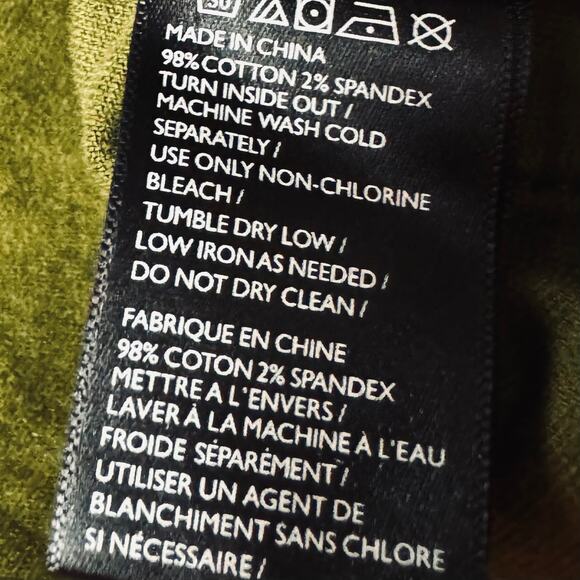 30
MADE IN CHINA
98% COTTON 2% SPANDEX
TURN INSIDE OUT /
MACHINE WASH COLD
SEPARATELY /
USE ONLY NON-CHLORINE
BLEACH /
TUMBLE DRY LOW /
LOW IRON AS NEEDED /
DO NOT DRY CLEAN /
FABRIQUE EN CHINE
98% COTON 2% SPANDEX
METTRE A L'ENVERS /
LAVER À LA MACHINE À L'EAU
FROIDE SÉPARÉMENT /
UTILISER UN AGENT DE
BLANCHIMENT SANS CHLORE
SI NÉCESSAIRE /